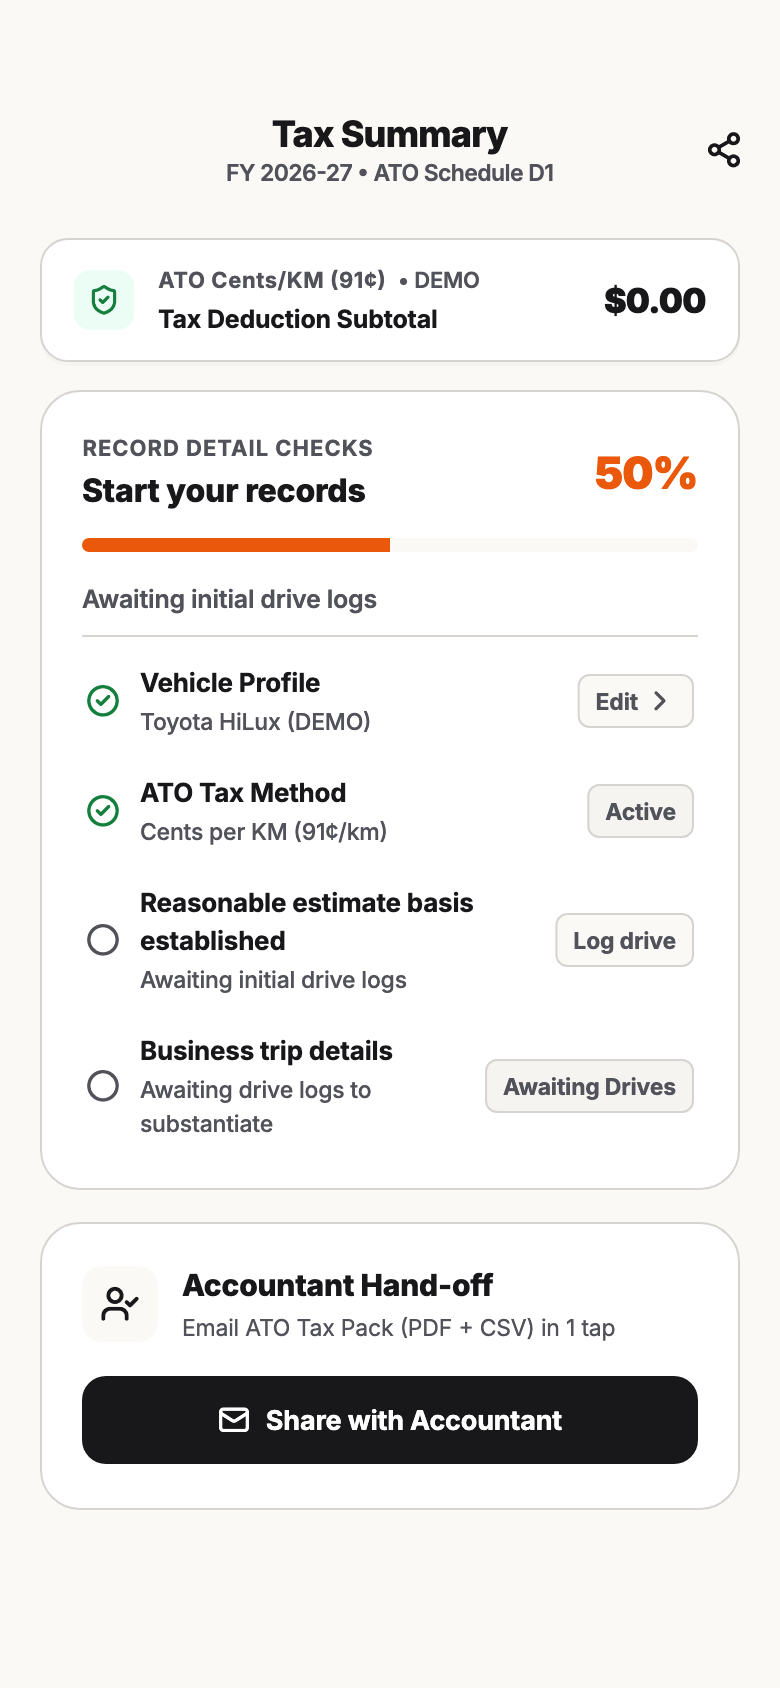 Tax Summary
FY 2026-27 • ATO Schedule D1
ATO Cents/KM (91¢) • DEMO
Tax Deduction Subtotal
$0.00
RECORD DETAIL CHECKS
Start your records
50%
Awaiting initial drive logs
Vehicle Profile
Toyota HiLux (DEMO)
Edit
ATO Tax Method
Cents per KM (91¢/km)
Active
Reasonable estimate basis
established
Awaiting initial drive logs
Log drive
Business trip details
Awaiting drive logs to
substantiate
Awaiting Drives
Accountant Hand-off
Email ATO Tax Pack (PDF + CSV) in 1 tap
Share with Accountant